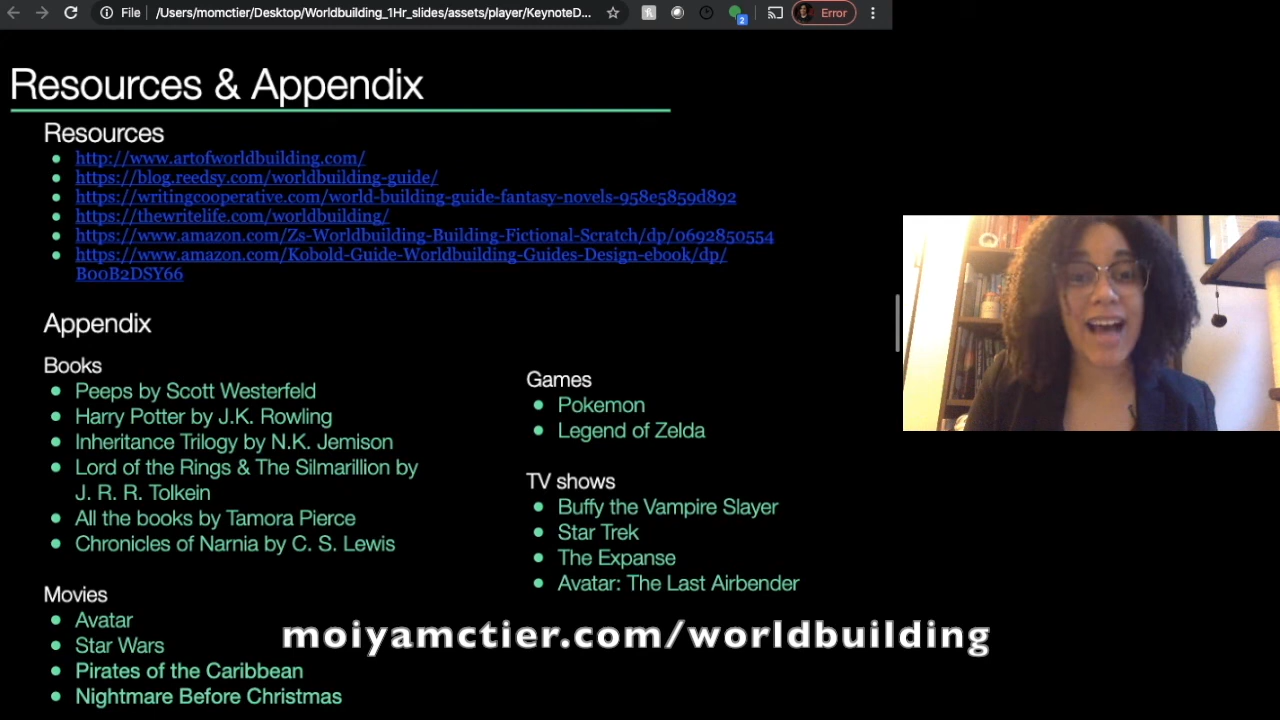 File
/Users/momctier/Desktop/Worldbuilding_1Hr_slides/assets/player/KeynoteD...
2
Error
Resources & Appendix
Resources
http://www.artofworldbuilding.com/
https://blog.reedsy.com/worldbuilding-guide/
https://writingcooperative.com/world-building-guide-fantasy-novels-958e5859d892
https://thewritelife.com/worldbuilding/
https://www.amazon.com/Zs-Worldbuilding-Building-Fictional-Scratch/dp/0692850554
https://www.amazon.com/Kobold-Guide-Worldbuilding-Guides-Design-ebook/dp/
B00B2DSY66
Appendix
Books
Peeps by Scott Westerfeld
Harry Potter by J.K. Rowling
Inheritance Trilogy by N.K. Jemison
Lord of the Rings & The Silmarillion by
J. R. R. Tolkein
All the books by Tamora Pierce
Chronicles of Narnia by C. S. Lewis
Movies
Avatar
Star Wars
Pirates of the Caribbean
Nightmare Before Christmas
Games
Pokemon
Legend of Zelda
TV shows
Buffy the Vampire Slayer
Star Trek
The Expanse
Avatar: The Last Airbender
moiyamctier.com/worldbuilding